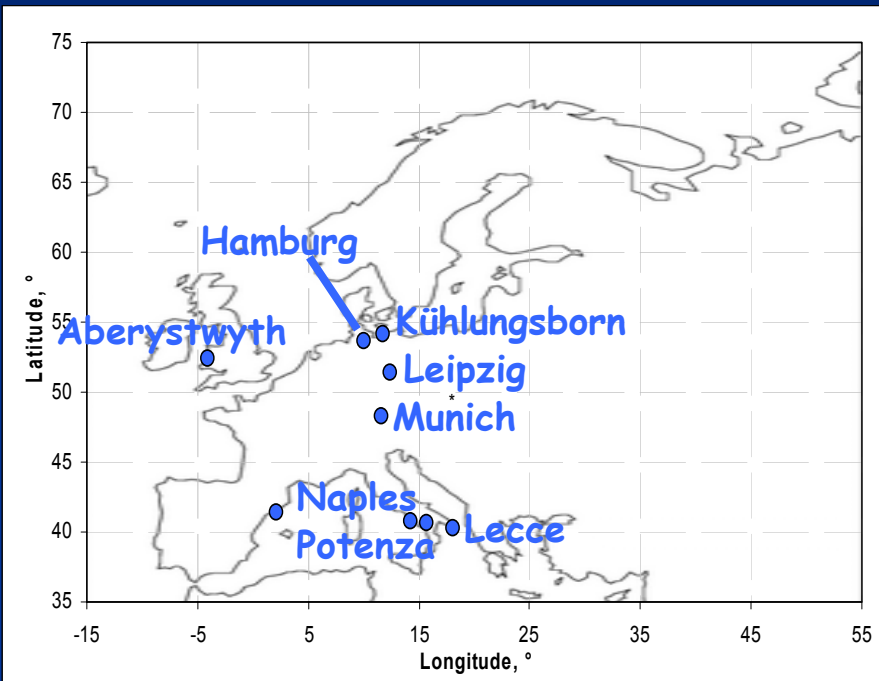 75
70
65
60
55
50
45
40
35
Latitude, °
Hamburg
Aberystwyth
Kühlungsborn
Leipzig
*
Munich
Naples
Potenza
Lecce
-15 -5 5 15 25 35 45 55
Longitude, °